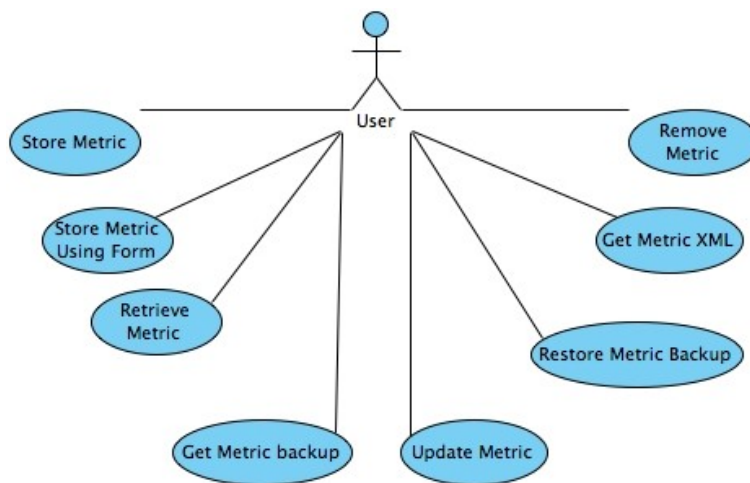 User
Store Metric
Remove
Metric
Store Metric
Using Form
Get Metric XML
Retrieve
Metric
Restore Metric Backup
Get Metric backup
Update Metric